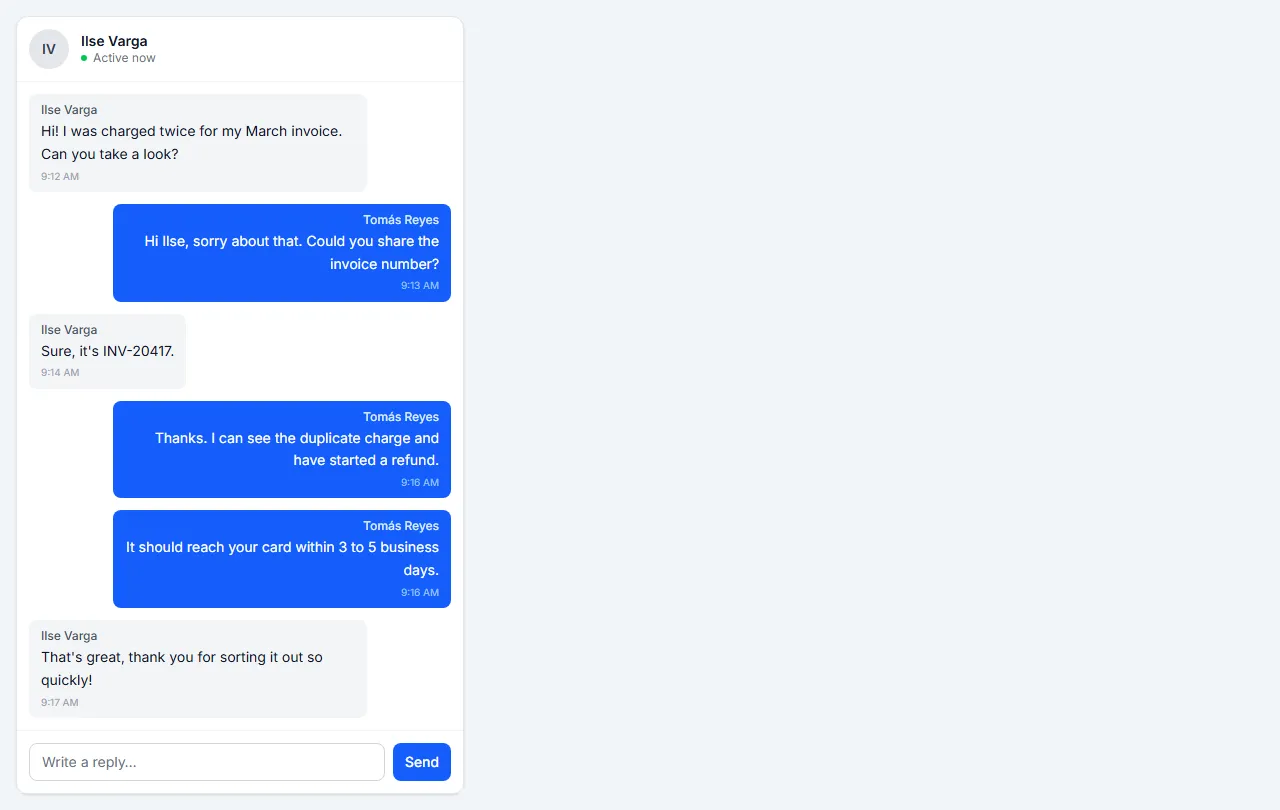 IV
Ilse Varga
Active now
Ilse Varga
Hi! I was charged twice for my March invoice.
Can you take a look?
9:12 AM
Tomás Reyes
Hi Ilse, sorry about that. Could you share the
invoice number?
9:13 AM
Ilse Varga
Sure, it's INV-20417.
9:14 AM
Tomás Reyes
Thanks. I can see the duplicate charge and
have started a refund.
9:16 AM
Tomás Reyes
It should reach your card within 3 to 5 business
days.
9:16 AM
Ilse Varga
That's great, thank you for sorting it out so
quickly!
9:17 AM
Write a reply...
Send